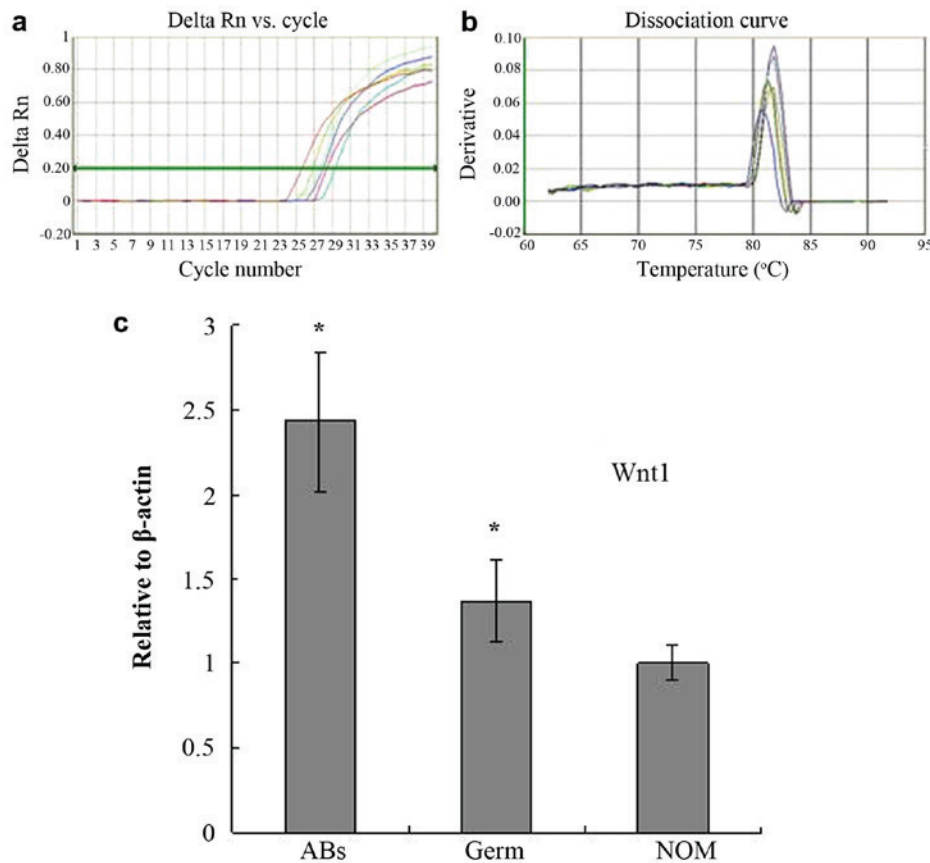 a
Delta Rn vs. cycle
Delta Rn
1
0.80
0.60
0.40
0.20
0
-0.20
1 3 5 7 9 11 13 15 17 19 21 23 25 27 29 31 33 35 37 39
Cycle number
b
Dissociation curve
Derivative
0.10
0.08
0.06
0.04
0.02
0.00
-0.02
60 65 70 75 80 85 90 95
Temperature (°C)
c
Relative to β-actin
3
2.5
2
1.5
1
0.5
0
*
*
Wnt1
ABs Germ NOM